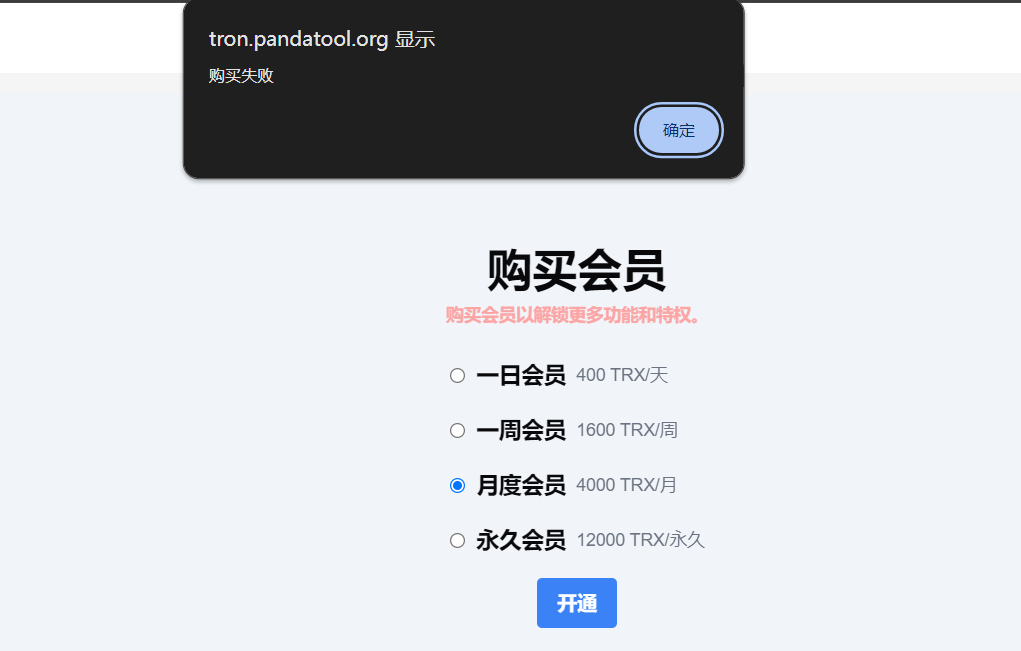 tron.pandatool.org 显示
购买失败
确定
购买会员
购买会员以解锁更多功能和特权。
一日会员 400 TRX/天
一周会员 1600 TRX/周
月度会员 4000 TRX/月
永久会员 12000 TRX/永久
开通